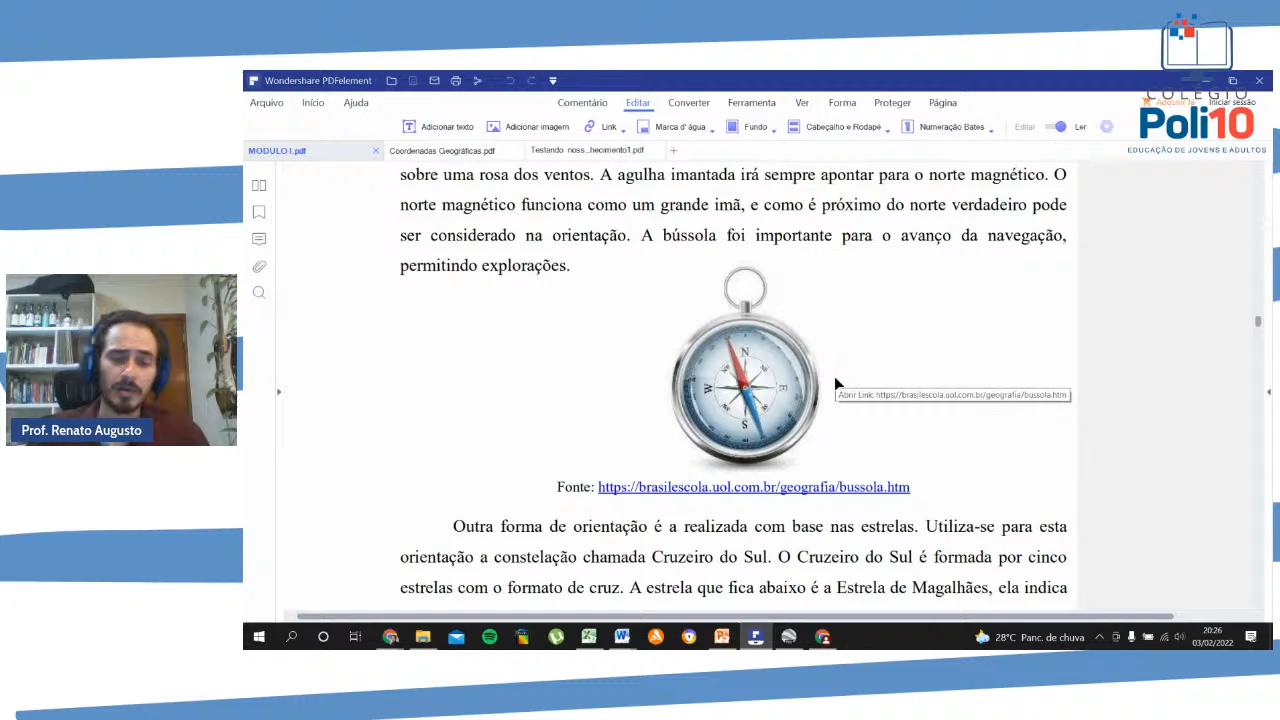 COLÉGIO
Poli10
EDUCAÇÃO DE JOVENS E ADULTOS
Wondershare PDFelement
Iniciar sessão
Arquivo Início Ajuda Comentário Editar Converter Ferramenta Ver Forma Proteger Página
Adicionar texto Adicionar imagem Link Marca d' água Fundo Cabeçalho e Rodapé Numeração Bates Editar Ler
MODULO I.pdf Coordenadas Geográficas.pdf Testando noss...hecimento1.pdf
sobre uma rosa dos ventos. A agulha imantada irá sempre apontar para o norte magnético. O
norte magnético funciona como um grande imã, e como é próximo do norte verdadeiro pode
ser considerado na orientação. A bússola foi importante para o avanço da navegação,
permitindo explorações.
N
W E
S
Abrir Link: https://brasilescola.uol.com.br/geografia/bussola.htm
Prof. Renato Augusto
Fonte: https://brasilescola.uol.com.br/geografia/bussola.htm
Outra forma de orientação é a realizada com base nas estrelas. Utiliza-se para esta
orientação a constelação chamada Cruzeiro do Sul. O Cruzeiro do Sul é formada por cinco
estrelas com o formato de cruz. A estrela que fica abaixo é a Estrela de Magalhães, ela indica
28°C Panc. de chuva
20:26
03/02/2022